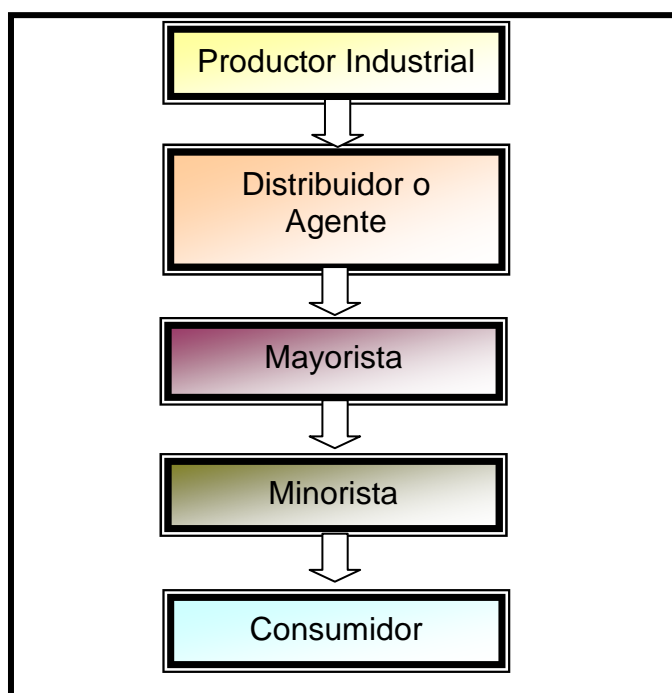 Productor Industrial
Distribuidor o
Agente
Mayorista
Minorista
Consumidor